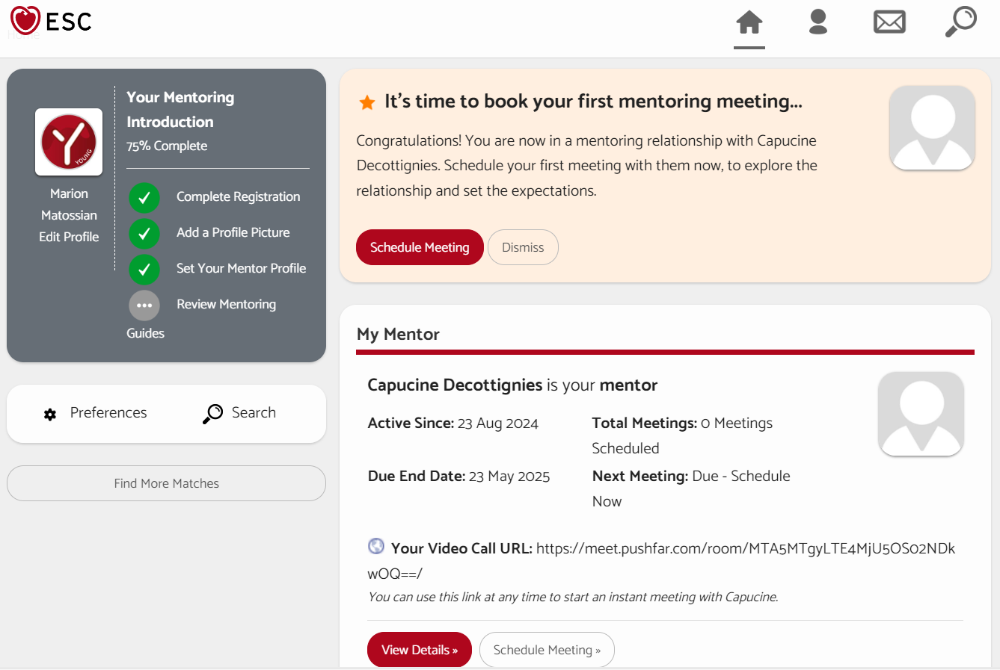 ESC
Home
Your Mentoring
Introduction
75% Complete
YOUNG
Marion
Matossian
Edit Profile
Complete Registration
Add a Profile Picture
Set Your Mentor Profile
Review Mentoring
Guides
Preferences
Search
Find More Matches
It's time to book your first mentoring meeting...
Congratulations! You are now in a mentoring relationship with Capucine
Decottignies. Schedule your first meeting with them now, to explore the
relationship and set the expectations.
Schedule Meeting
Dismiss
My Mentor
Capucine Decottignies is your mentor
Active Since: 23 Aug 2024
Total Meetings: 0 Meetings
Scheduled
Due End Date: 23 May 2025
Next Meeting: Due - Schedule
Now
Your Video Call URL: https://meet.pushfar.com/room/MTA5MTgyLTE4MjU5OS02NDk
wOQ==/
You can use this link at any time to start an instant meeting with Capucine.
View Details »
Schedule Meeting »